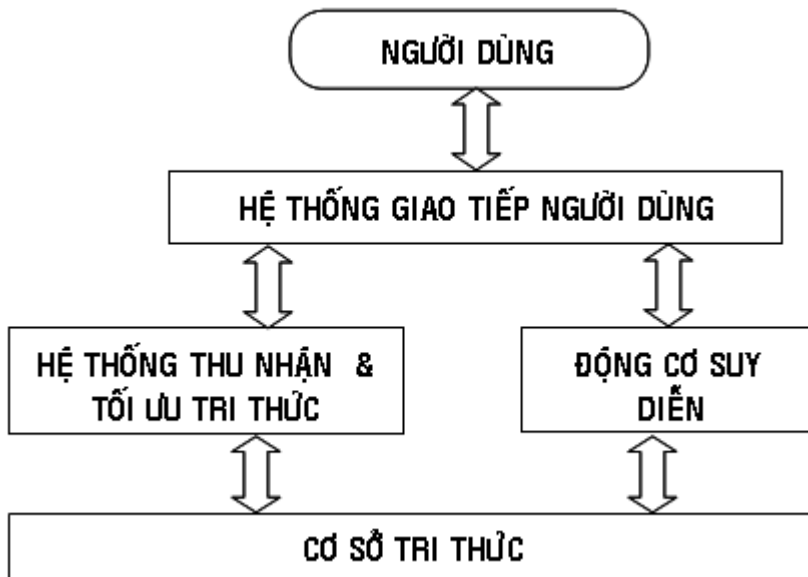 NGƯỜI DÙNG
HỆ THỐNG GIAO TIẾP NGƯỜI DÙNG
HỆ THỐNG THU NHẬN &
TỐI ƯU TRI THỨC
ĐỘNG CƠ SUY
DIỄN
CƠ SỞ TRI THỨC